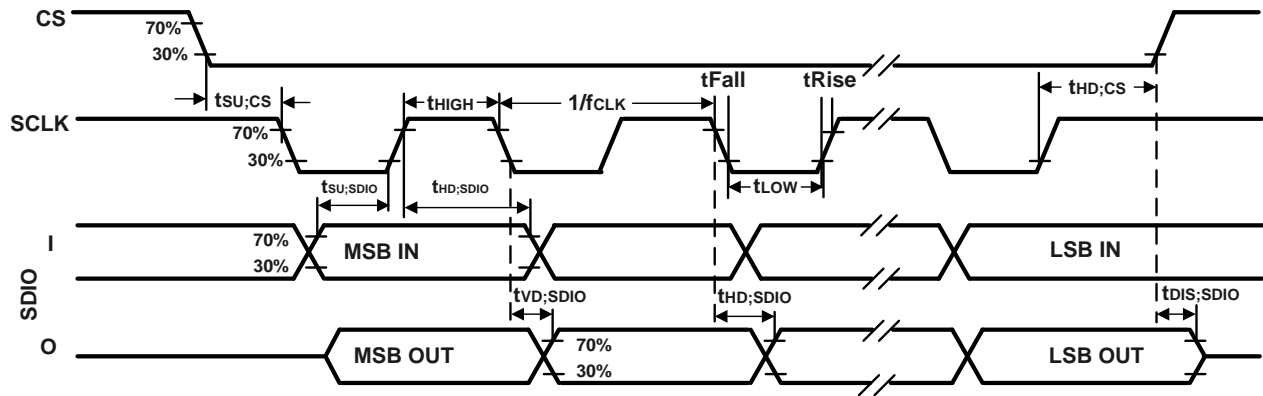 CS
70%
30%
tFall
tRise
tSU;CS
tHIGH
1/fCLK
tHD;CS
SCLK
70%
30%
tLOW
tSU;SDIO
tHD;SDIO
SDIO
I
70%
30%
MSB IN
LSB IN
tVD;SDIO
tHD;SDIO
tDIS;SDIO
O
MSB OUT
70%
30%
LSB OUT